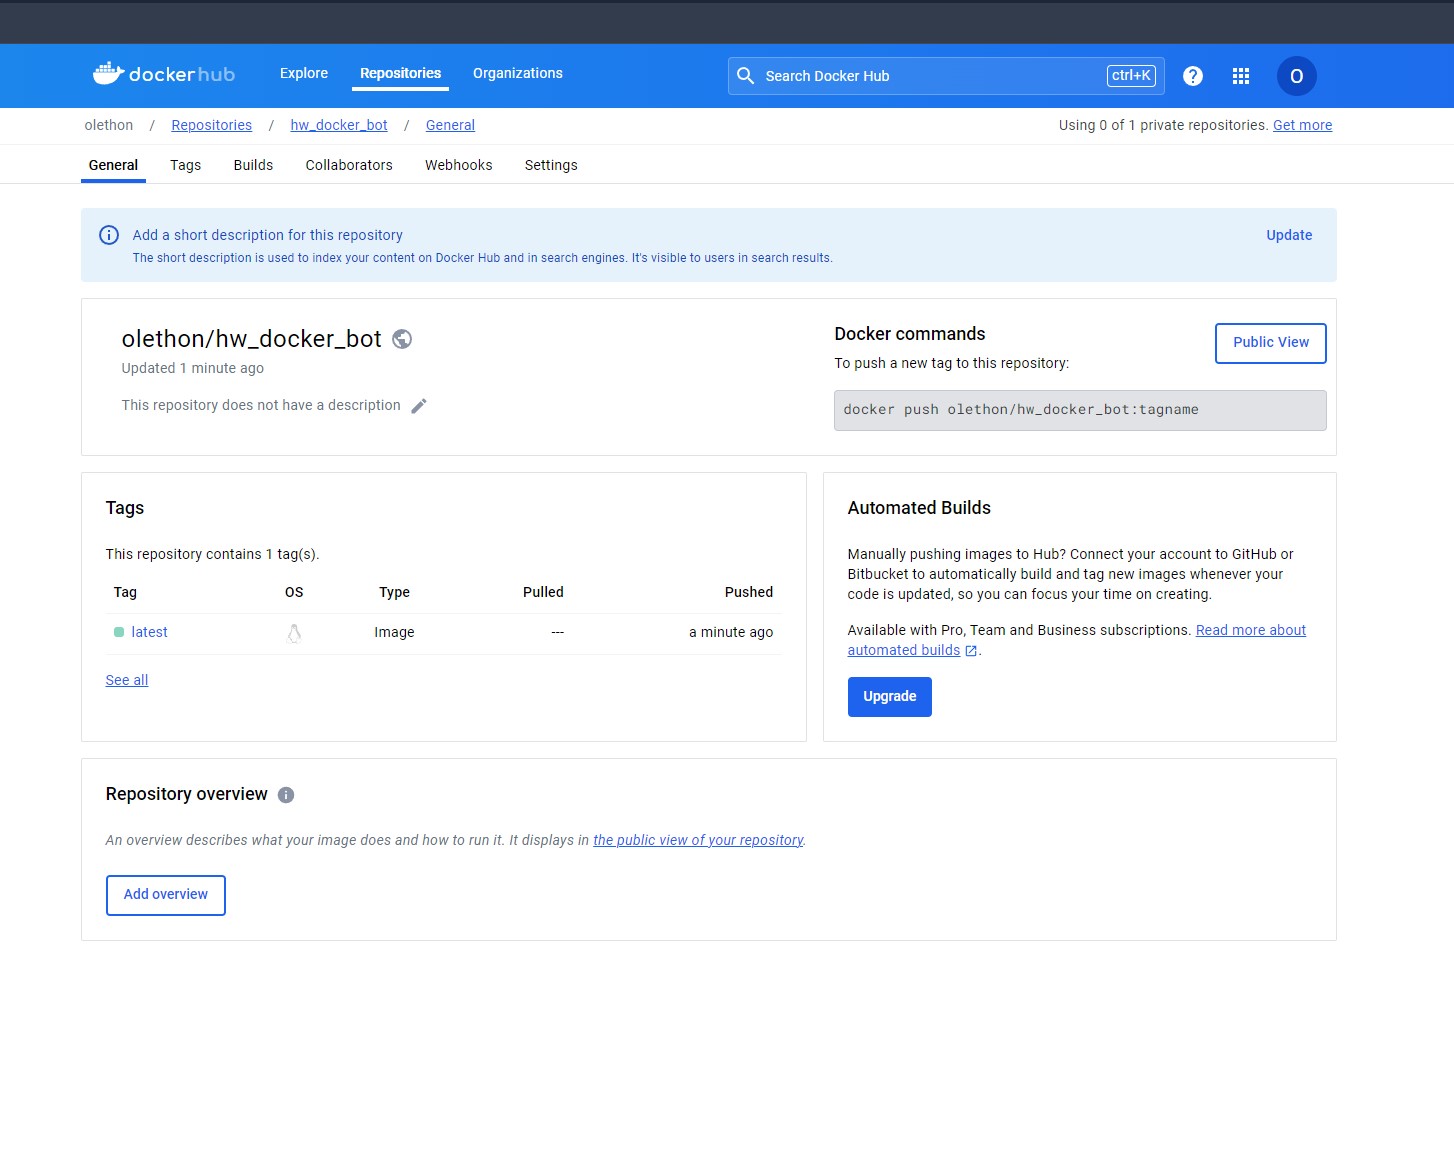 dockerhub
Explore
Repositories
Organizations
Search Docker Hub
ctrl+K
?
O
olethon / Repositories / hw_docker_bot / General
Using 0 of 1 private repositories. Get more
General
Tags
Builds
Collaborators
Webhooks
Settings
Add a short description for this repository
Update
The short description is used to index your content on Docker Hub and in search engines. It's visible to users in search results.
olethon/hw_docker_bot
Updated 1 minute ago
This repository does not have a description
Docker commands
Public View
To push a new tag to this repository:
docker push olethon/hw_docker_bot:tagname
Tags
This repository contains 1 tag(s).
Tag OS Type Pulled Pushed
latest Image --- a minute ago
See all
Automated Builds
Manually pushing images to Hub? Connect your account to GitHub or
Bitbucket to automatically build and tag new images whenever your
code is updated, so you can focus your time on creating.
Available with Pro, Team and Business subscriptions. Read more about
automated builds .
Upgrade
Repository overview
An overview describes what your image does and how to run it. It displays in the public view of your repository.
Add overview